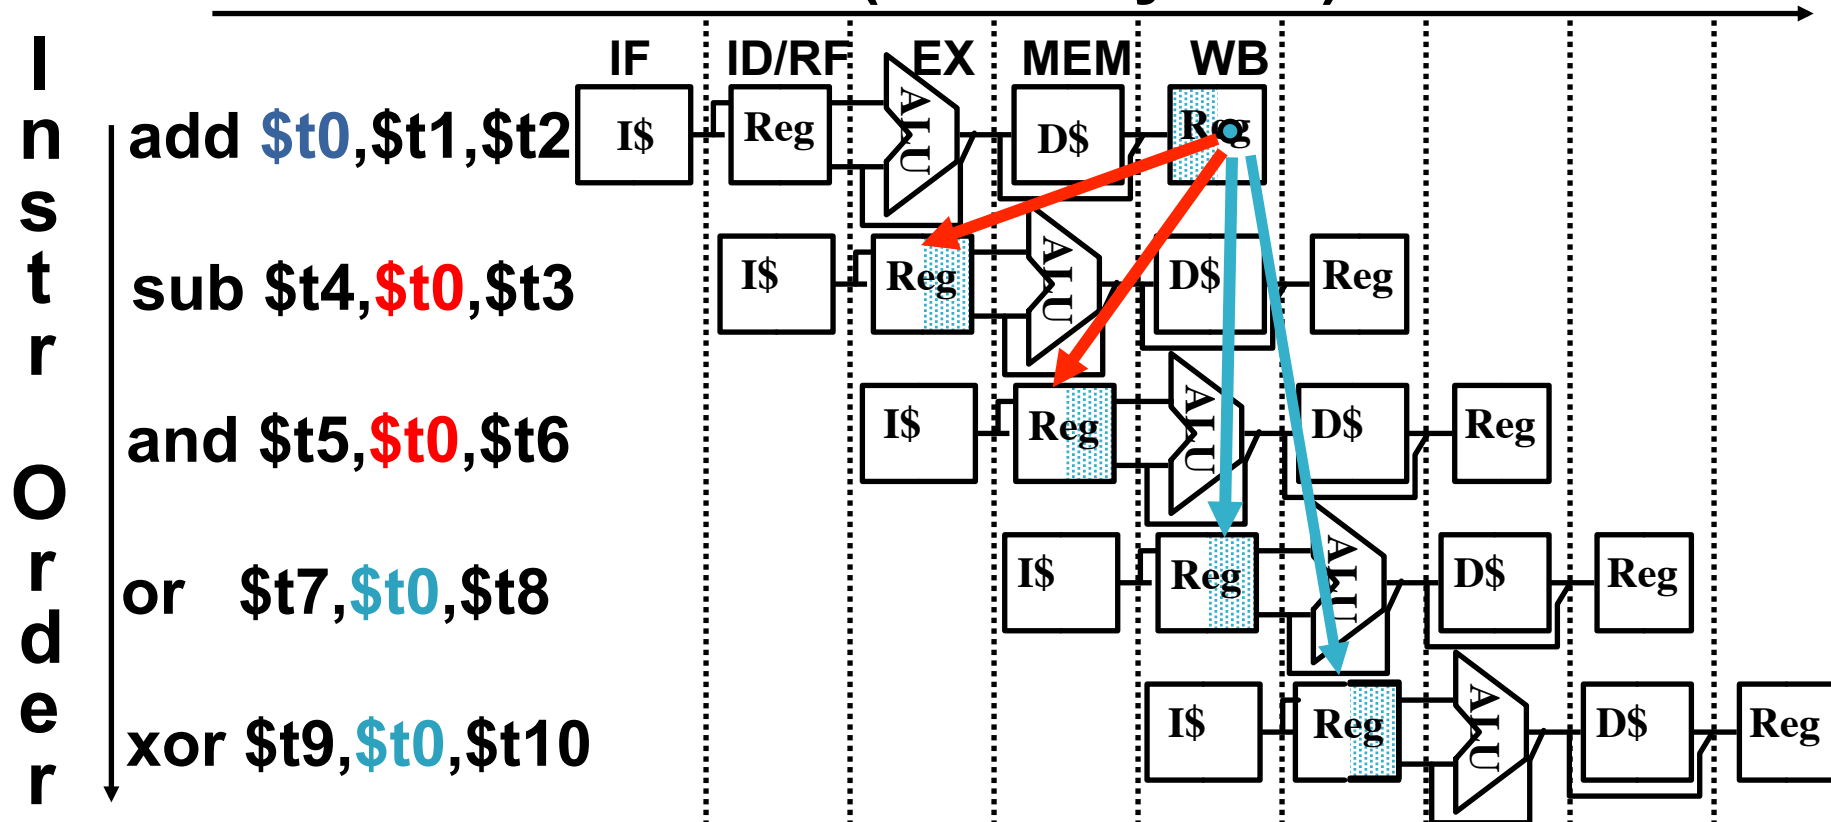 IF ID/RF EX MEM WB
Instr Order
add $t0,$t1,$t2 I$ Reg ALU D$ Reg
sub $t4,$t0,$t3 I$ Reg ALU D$ Reg
and $t5,$t0,$t6 I$ Reg ALU D$ Reg
or $t7,$t0,$t8 I$ Reg ALU D$ Reg
xor $t9,$t0,$t10 I$ Reg ALU D$ Reg